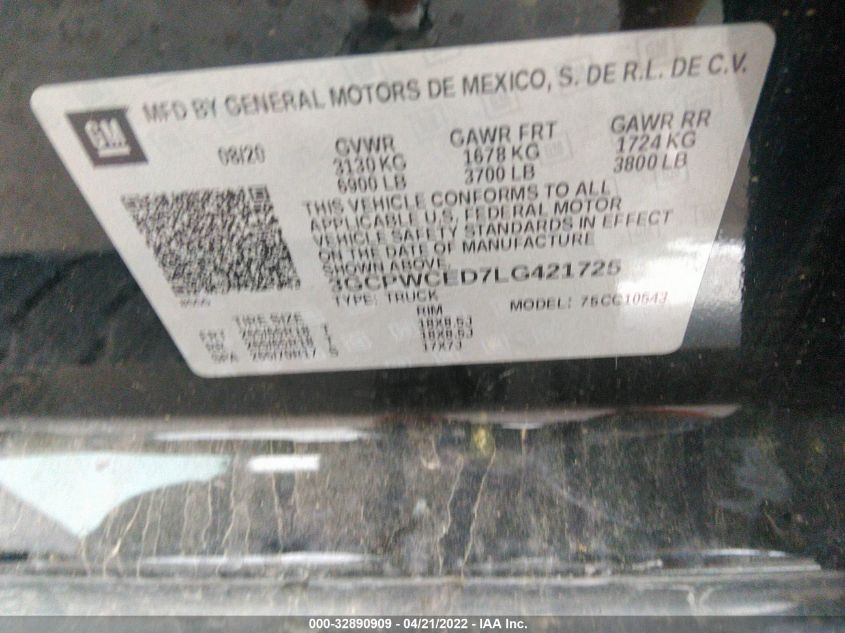 GM
MFD BY GENERAL MOTORS DE MEXICO, S. DE R.L. DE C.V.
08/20
GVWR
3130 KG
6900 LB
GAWR FRT
1678 KG
3700 LB
GAWR RR
1724 KG
3800 LB
THIS VEHICLE CONFORMS TO ALL
APPLICABLE U.S. FEDERAL MOTOR
VEHICLE SAFETY STANDARDS IN EFFECT
ON THE DATE OF MANUFACTURE
SHOWN ABOVE.
3GCPWCED7LG421725
TYPE: TRUCK
MODEL: 75CC10543
TIRE SIZE
RIM
FRT
18X8.5J
18X8.5J
SPA
17X7J
000-32890909 - 04/21/2022 - IAA Inc.